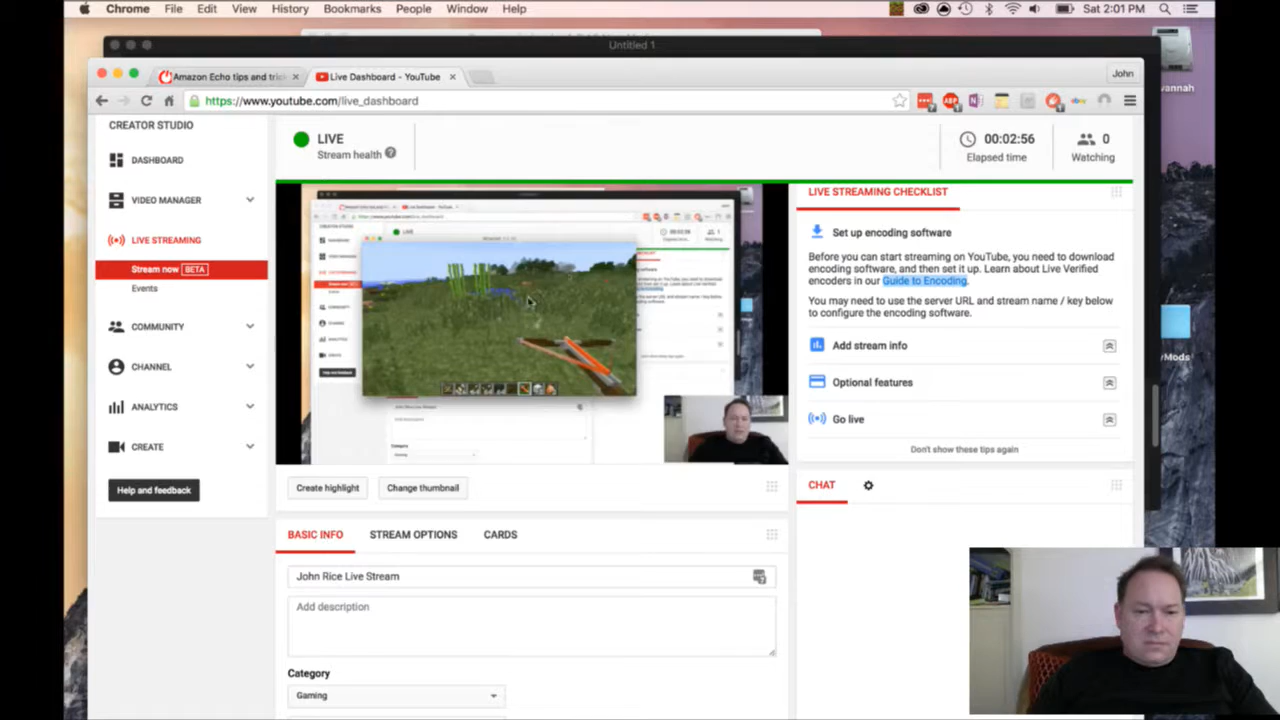 Chrome File Edit View History Bookmarks People Window Help
Sat 2:01 PM
Untitled 1
Amazon Echo tips and tric
Live Dashboard - YouTube
John
https://www.youtube.com/live_dashboard
vannah
CREATOR STUDIO
DASHBOARD
VIDEO MANAGER
LIVE STREAMING
Stream now BETA
Events
COMMUNITY
CHANNEL
ANALYTICS
CREATE
Help and feedback
LIVE
Stream health ?
00:02:56
Elapsed time
0
Watching
LIVE STREAMING CHECKLIST
Set up encoding software
Before you can start streaming on YouTube, you need to download
encoding software, and then set it up. Learn about Live Verified
encoders in our Guide to Encoding.
You may need to use the server URL and stream name / key below
to configure the encoding software.
Add stream info
Optional features
Go live
Don't show these tips again
yMods
Create highlight
Change thumbnail
CHAT
BASIC INFO STREAM OPTIONS CARDS
John Rice Live Stream
Add description
Category
Gaming